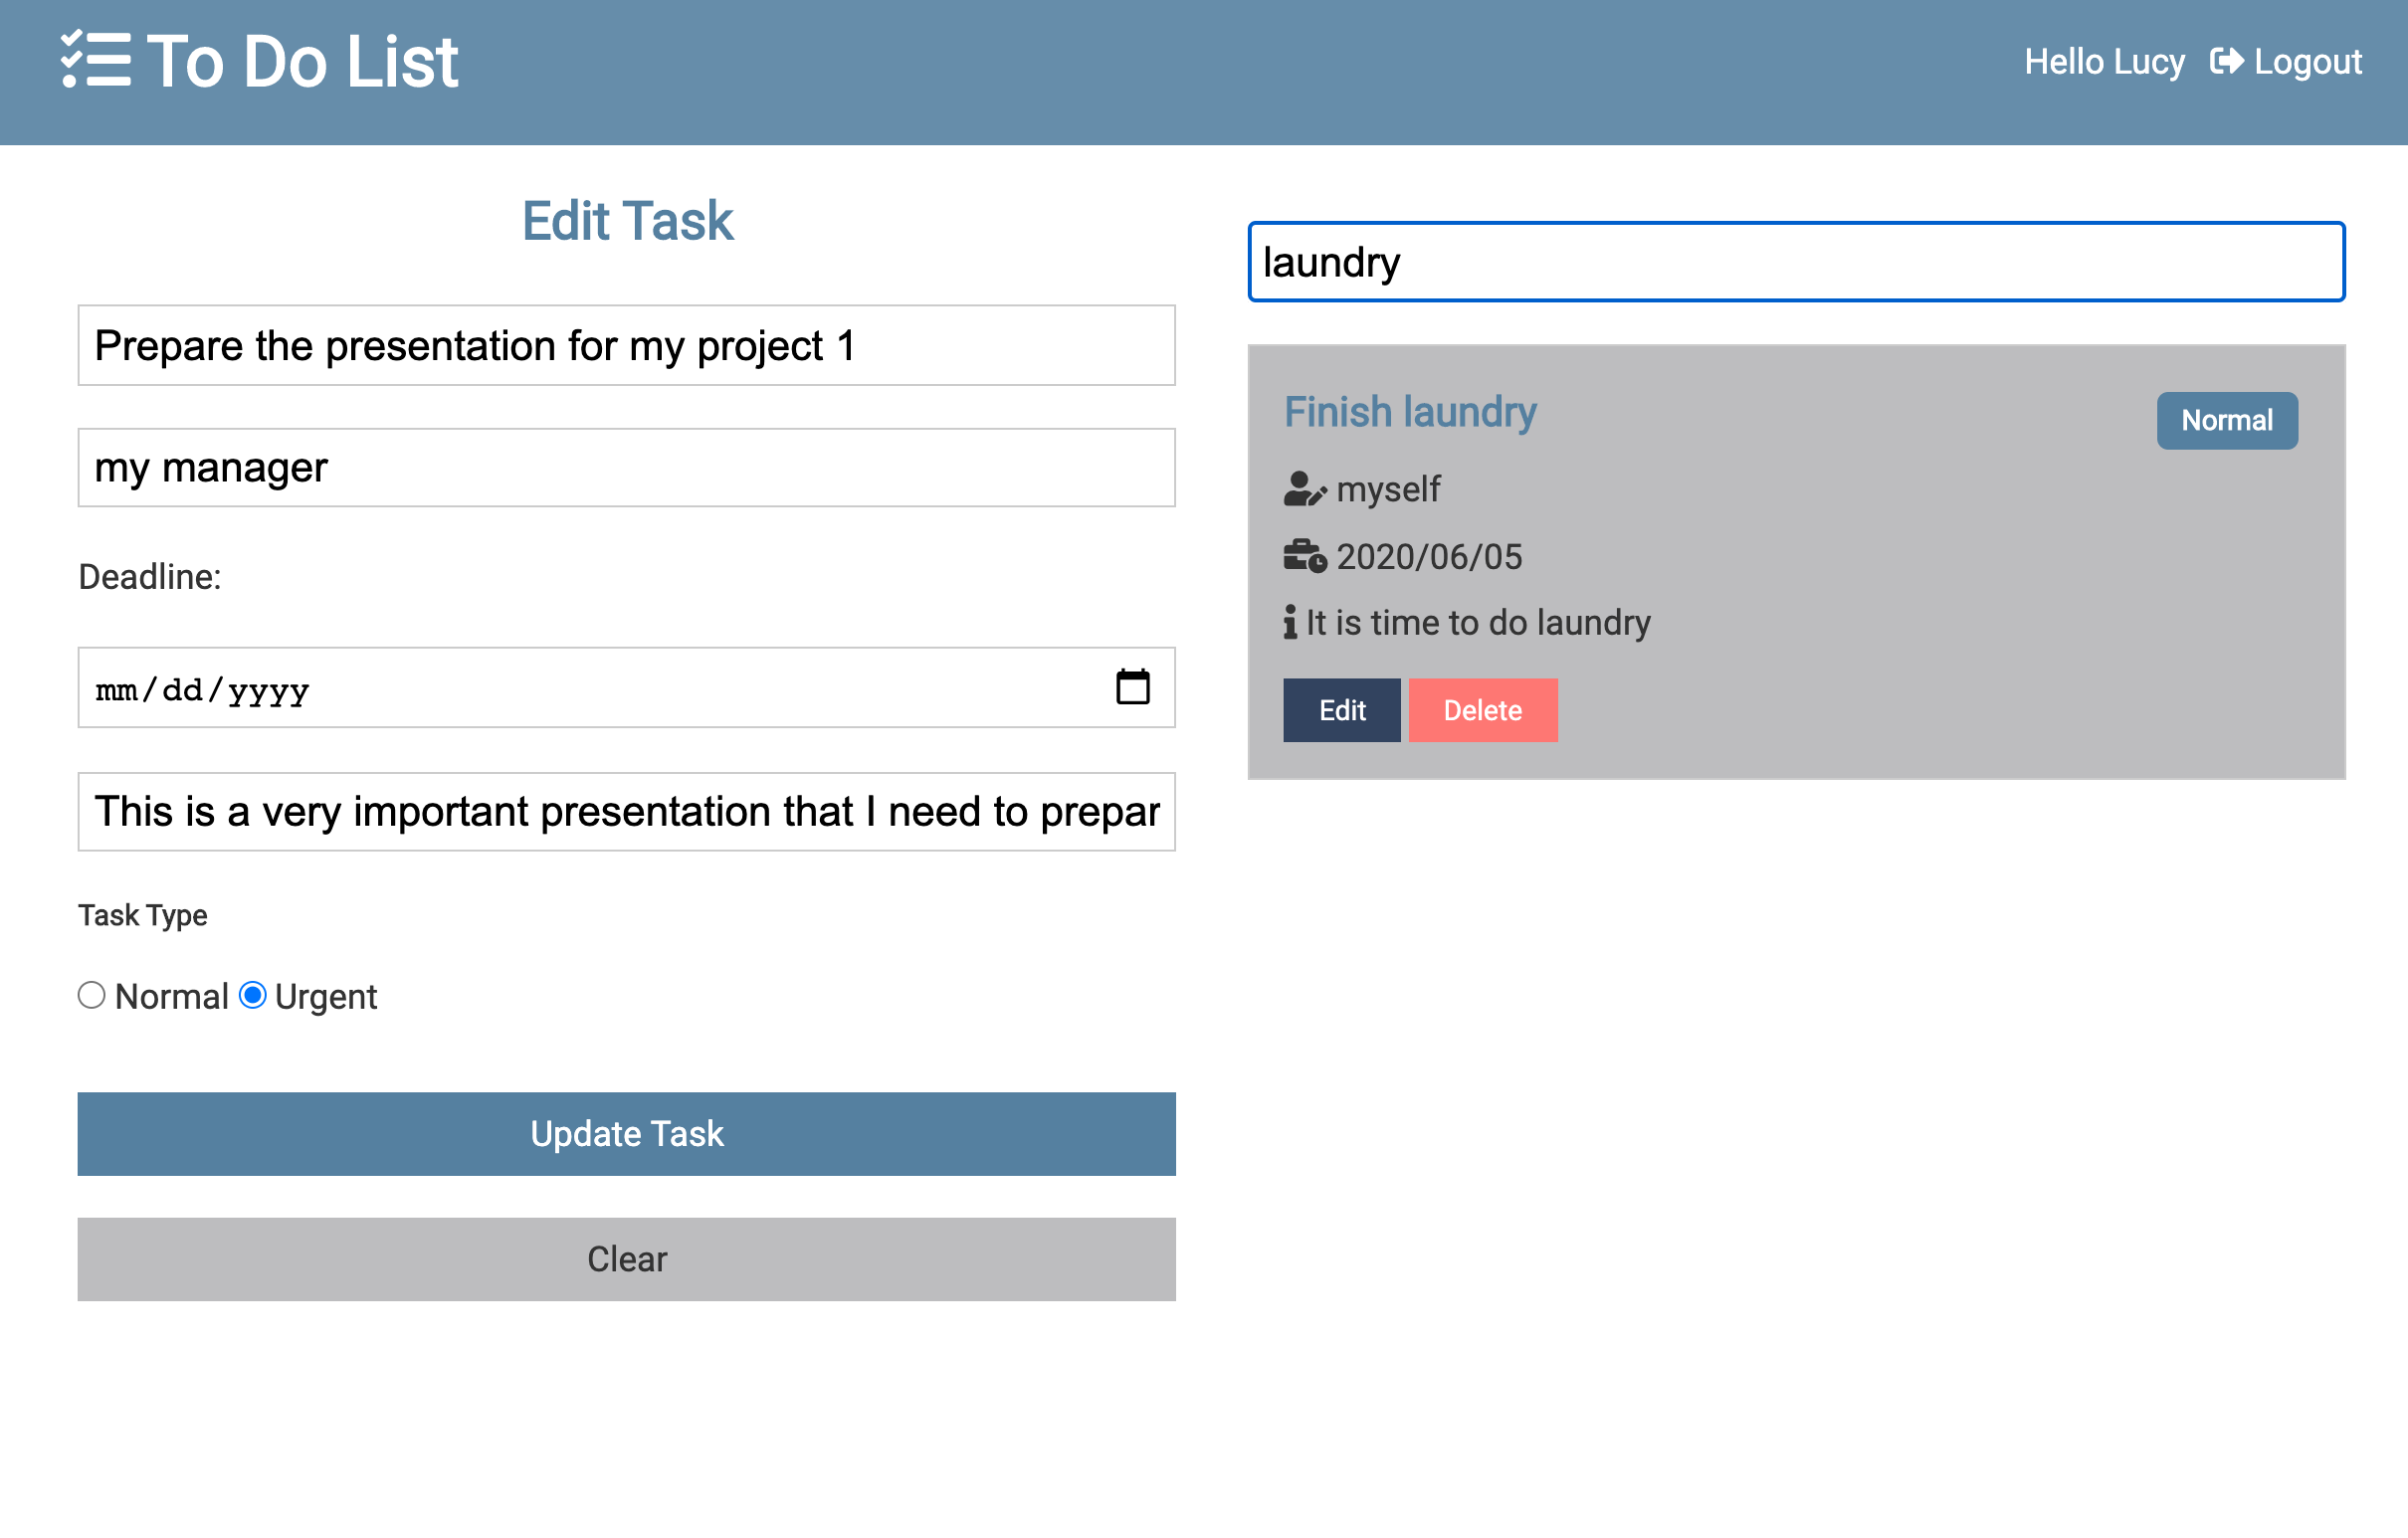 To Do List
Hello Lucy Logout
Edit Task
Prepare the presentation for my project 1
my manager
Deadline:
mm/dd/yyyy
This is a very important presentation that I need to prepar
Task Type
Normal Urgent
Update Task
Clear
laundry
Finish laundry
Normal
myself
2020/06/05
It is time to do laundry
Edit Delete